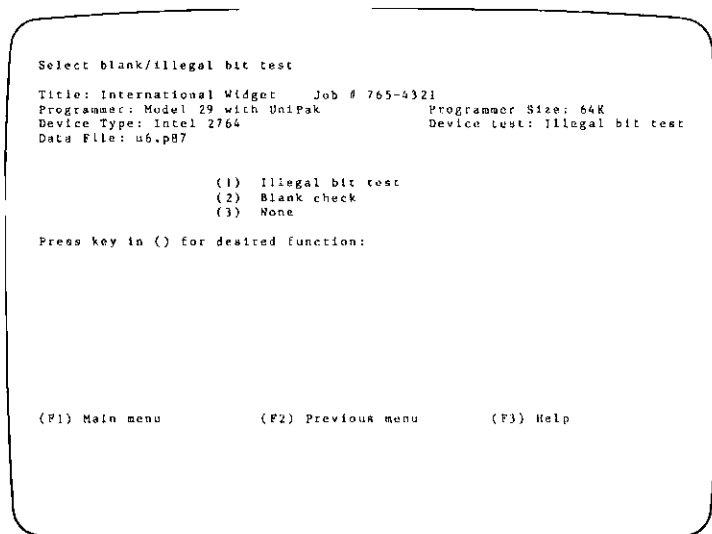 Select blank/illegal bit test
Title: International Widget Job # 765-4321
Programmer: Model 29 with UniPak Programmer Size: 64K
Device Type: Intel 2764 Device test: Illegal bit test
Data File: u6.p87
(1) Illegal bit test
(2) Blank check
(3) None
Press key in () for desired function:
(F1) Main menu (F2) Previous menu (F3) Help